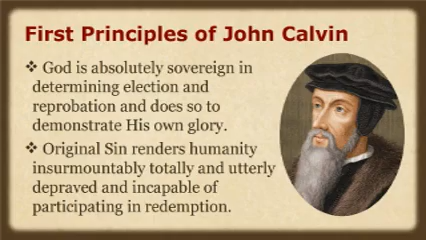 First Principles of John Calvin
❖ God is absolutely sovereign in
determining election and
reprobation and does so to
demonstrate His own glory.
❖ Original Sin renders humanity
insurmountably totally and utterly
depraved and incapable of
participating in redemption.